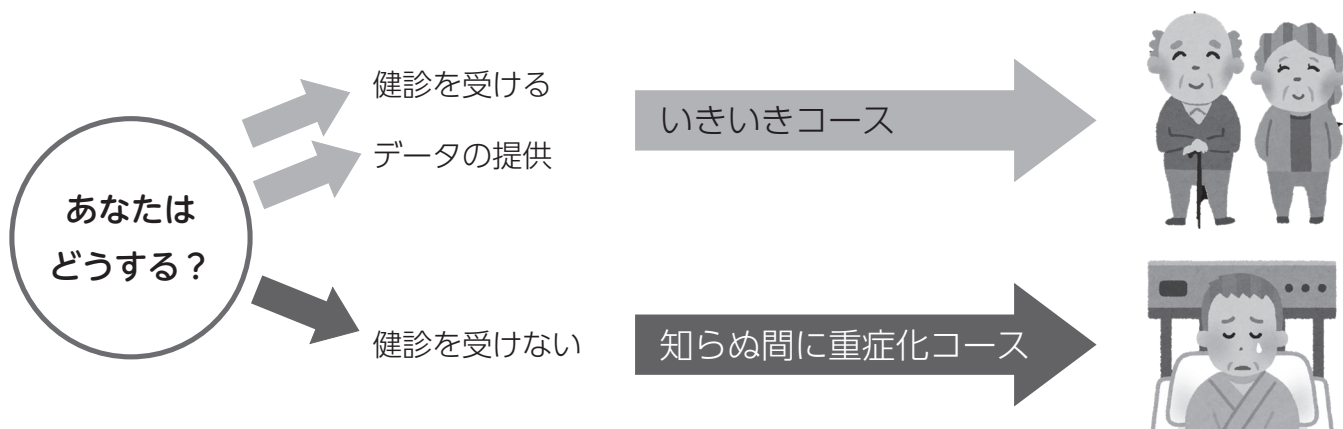 あなたは
どうする？
健診を受ける
データの提供
いきいきコース
健診を受けない
知らぬ間に重症化コース